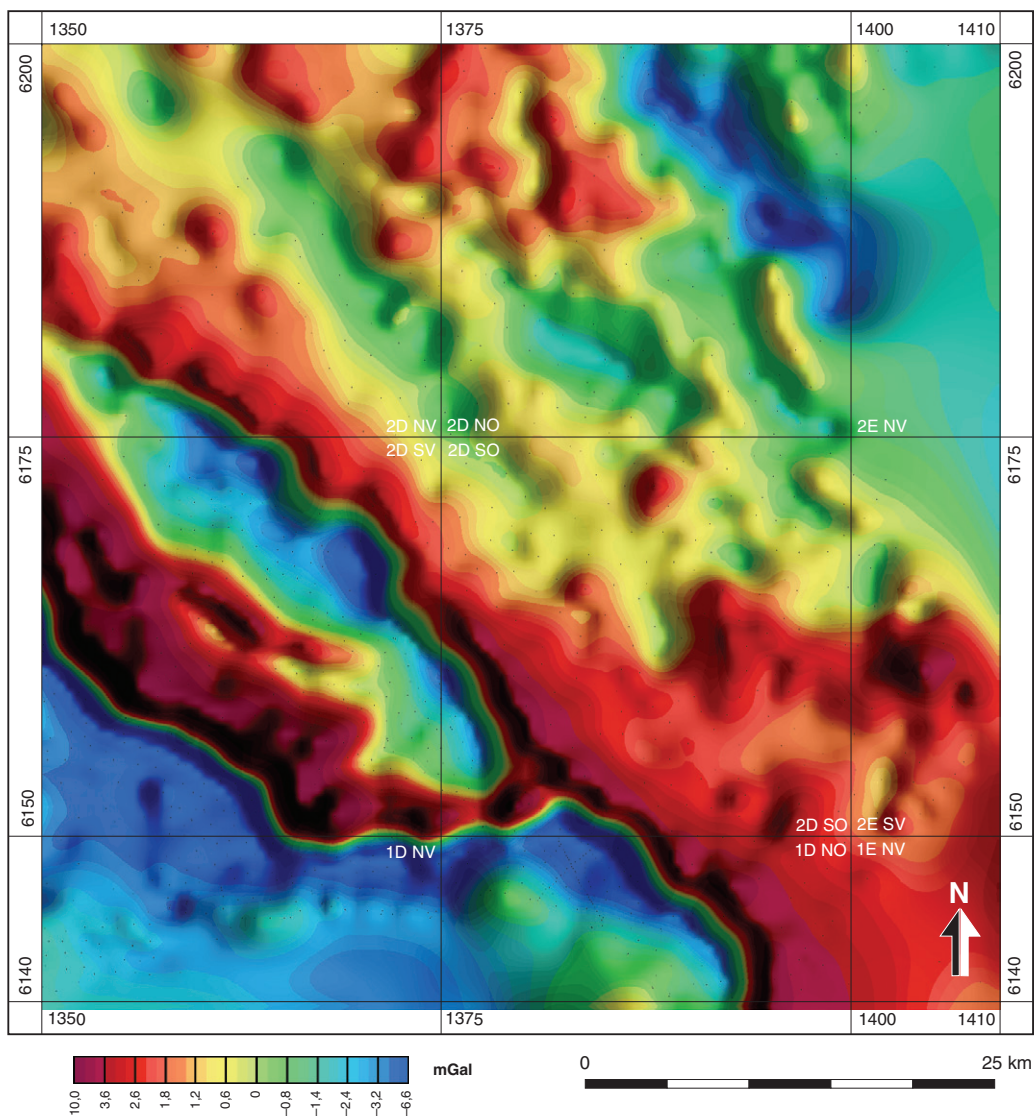 1350 1375 1400 1410
6200 6200
2D NV 2D NO 2E NV
2D SV 2D SO
6175 6175
6150 6150
2D SO 2E SV
1D NV 1D NO 1E NV
N
6140 6140
1350 1375 1400 1410
mGal
10,0 3,6 2,6 1,8 1,2 0,6 0 -0,8 -1,4 -2,4 -3,2 -6,6
0 25 km